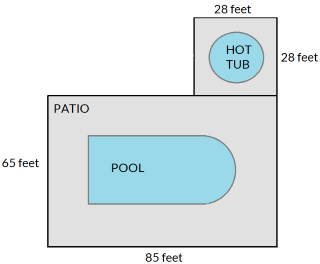 28 feet
HOT
TUB
28 feet
PATIO
65 feet
POOL
85 feet